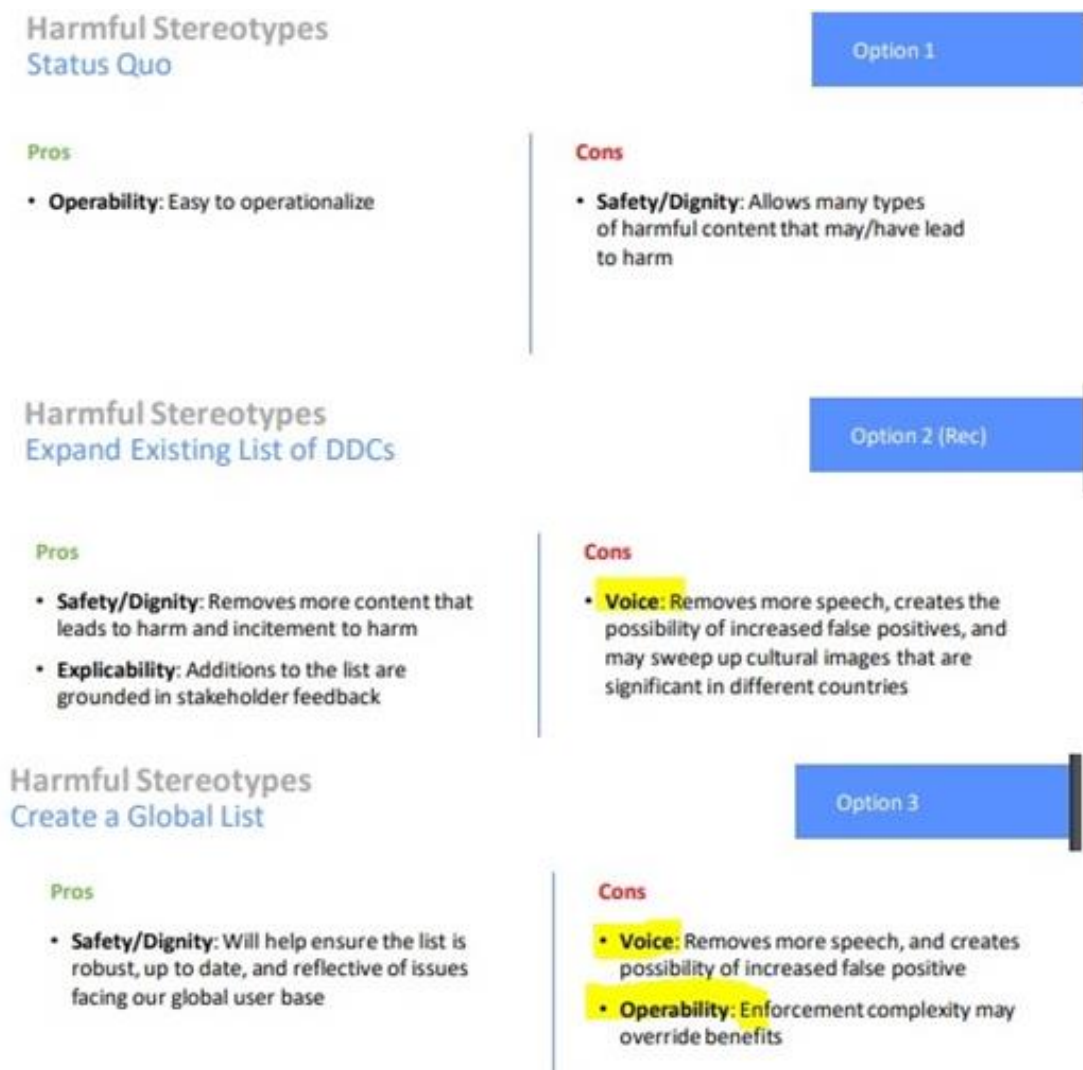 Harmful Stereotypes
Status Quo
Option 1
Pros
• Operability: Easy to operationalize
Cons
• Safety/Dignity: Allows many types
of harmful content that may/have lead
to harm
Harmful Stereotypes
Expand Existing List of DDCs
Option 2 (Rec)
Pros
• Safety/Dignity: Removes more content that
leads to harm and incitement to harm
• Explicability: Additions to the list are
grounded in stakeholder feedback
Cons
• Voice: Removes more speech, creates the
possibility of increased false positives, and
may sweep up cultural images that are
significant in different countries
Harmful Stereotypes
Create a Global List
Option 3
Pros
• Safety/Dignity: Will help ensure the list is
robust, up to date, and reflective of issues
facing our global user base
Cons
• Voice: Removes more speech, and creates
possibility of increased false positive
• Operability: Enforcement complexity may
override benefits